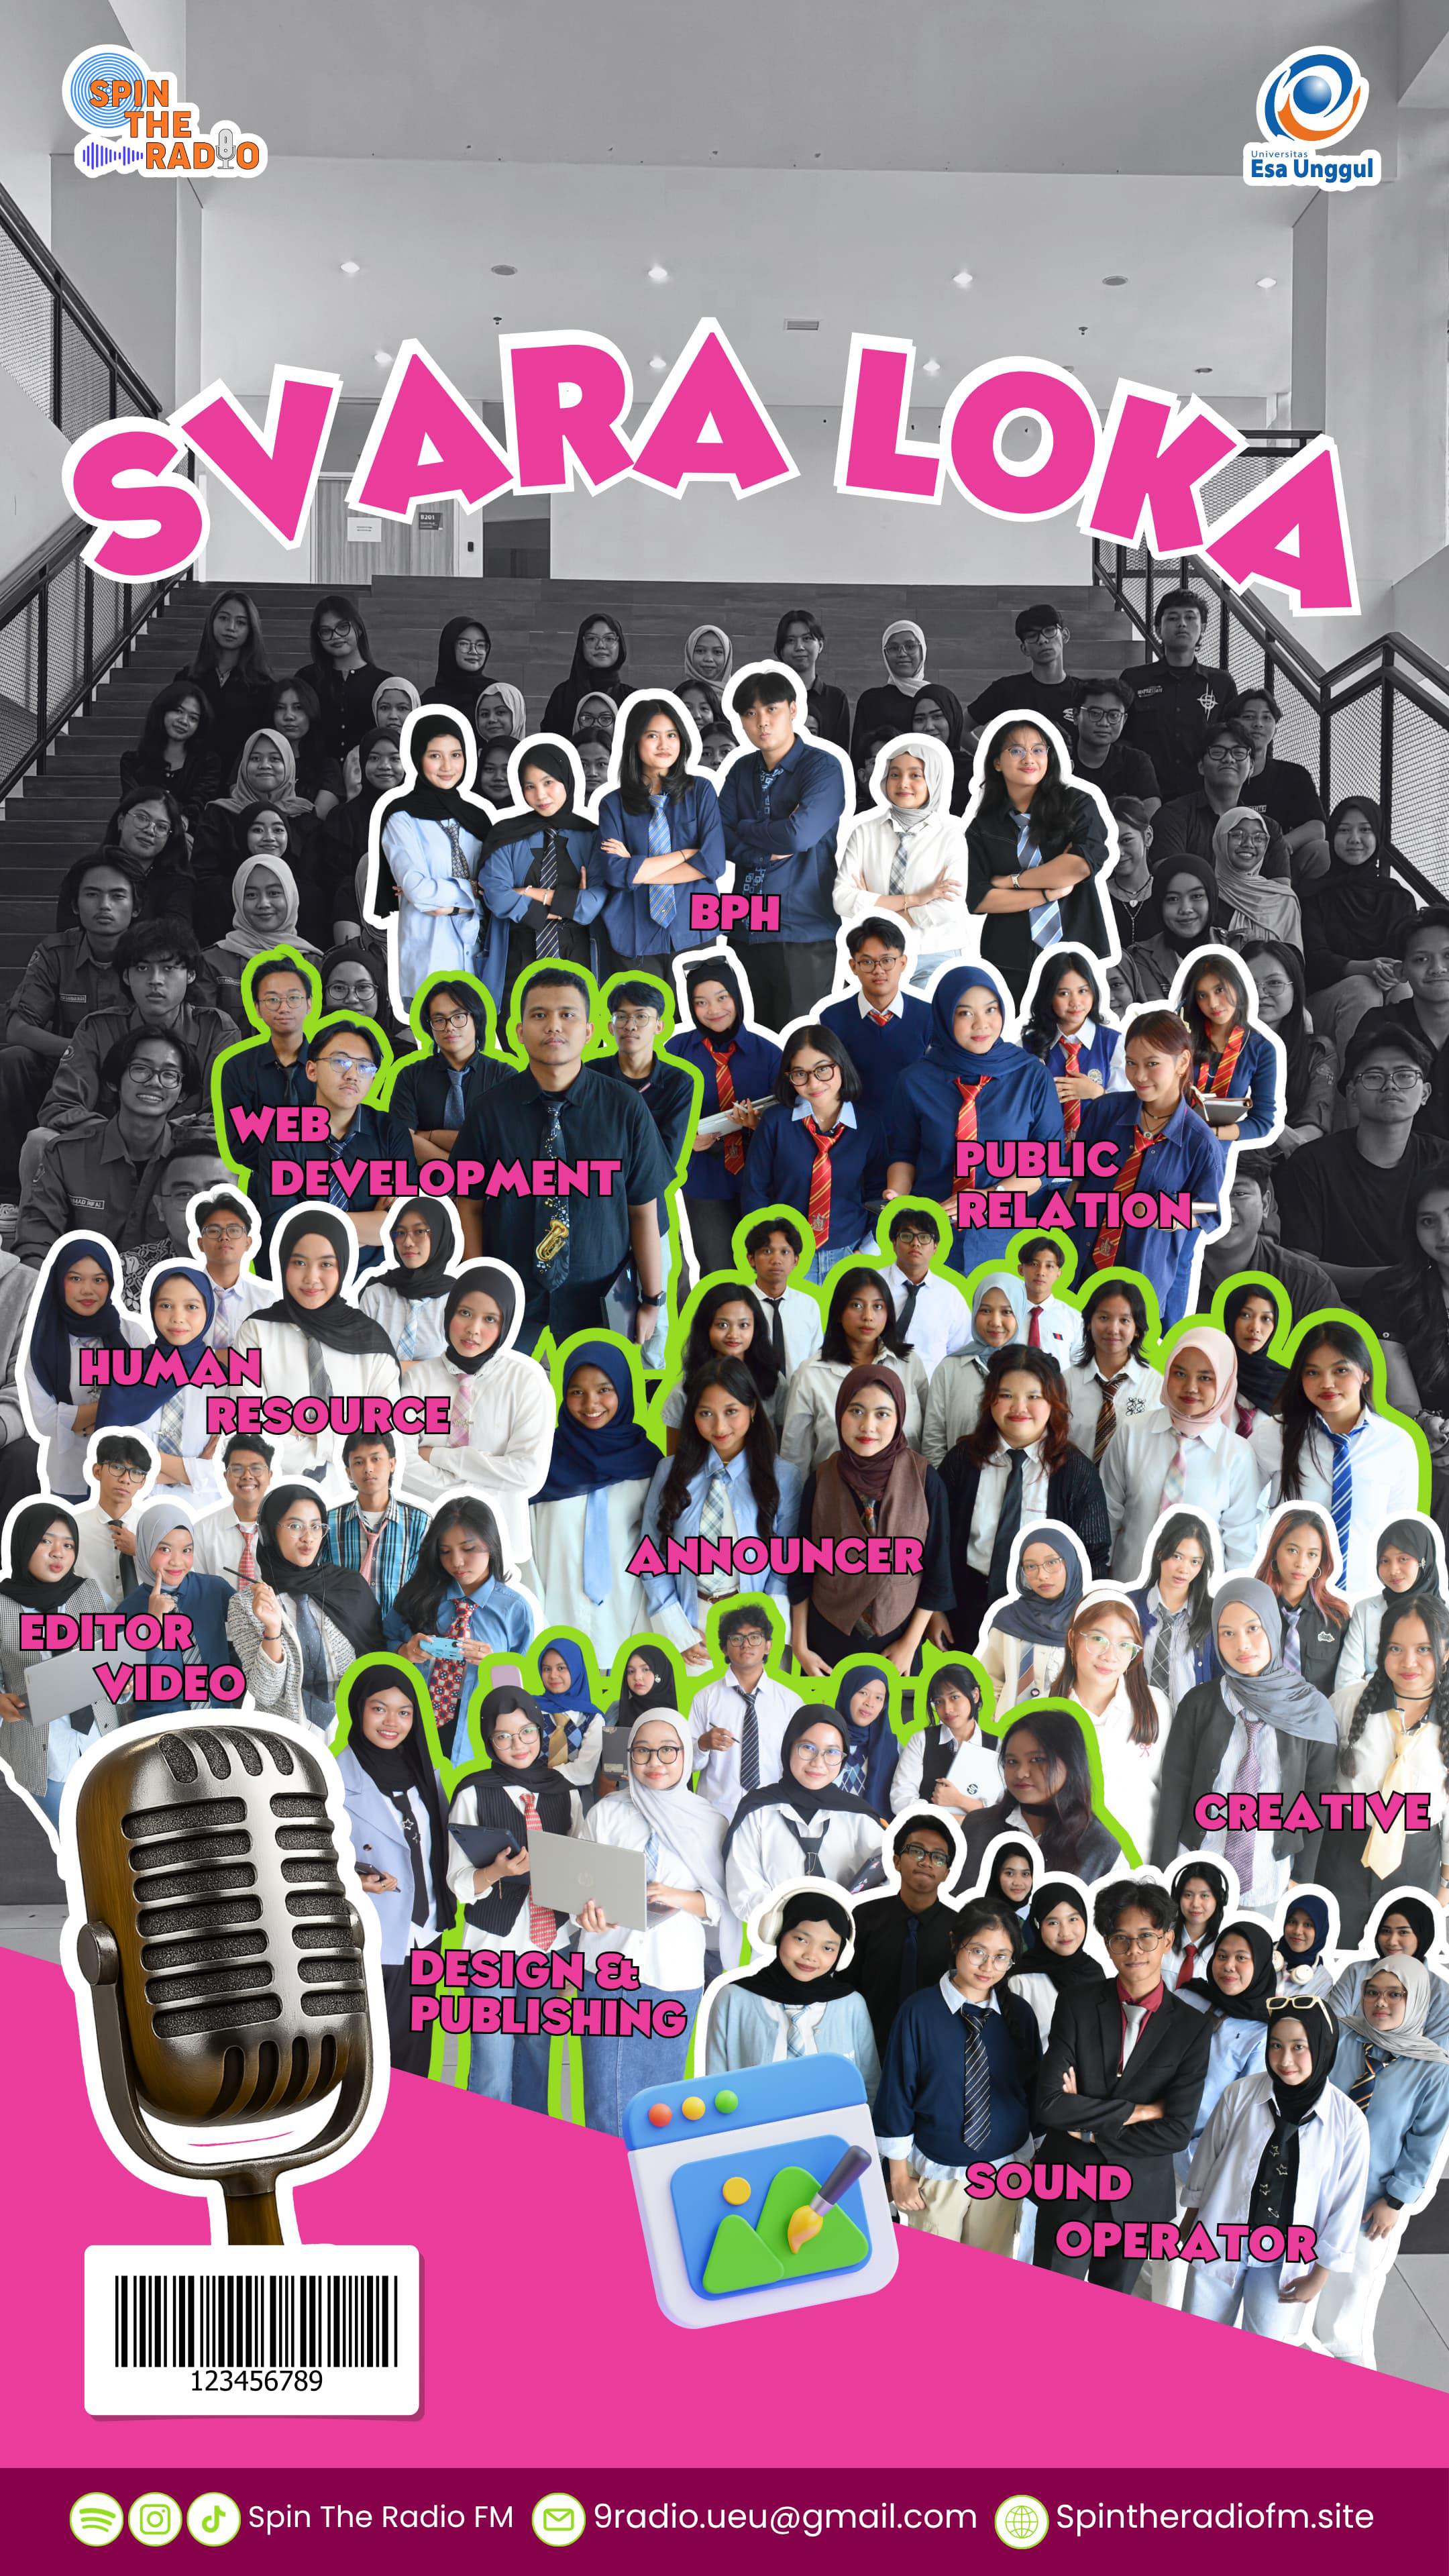 SPIN
THE
RADIO
Universitas
Esa Unggul
SVARA LOKA
B201
BPH
WEB
DEVELOPMENT
PUBLIC
RELATION
HUMAN
RESOURCE
ANNOUNCER
EDITOR
VIDEO
CREATIVE
DESIGN &
PUBLISHING
SOUND
OPERATOR
123456789
Spin The Radio FM
9radio.ueu@gmail.com
Spintheradiofm.site